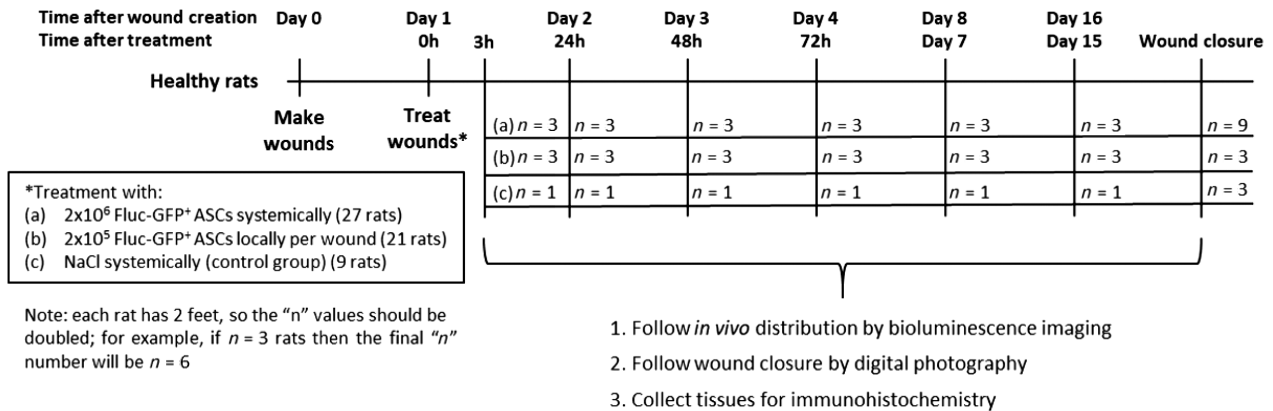 Time after wound creation Day 0 Day 1 Day 2 Day 3 Day 4 Day 8 Day 16
Time after treatment 0h 3h 24h 48h 72h Day 7 Day 15 Wound closure
Healthy rats
Make wounds
Treat wounds*
(a) n = 3 n = 3 n = 3 n = 3 n = 3 n = 3 n = 9
(b) n = 3 n = 3 n = 3 n = 3 n = 3 n = 3 n = 3
(c) n = 1 n = 1 n = 1 n = 1 n = 1 n = 1 n = 3
*Treatment with:
(a) 2x10⁶ Fluc-GFP⁺ ASCs systemically (27 rats)
(b) 2x10⁵ Fluc-GFP⁺ ASCs locally per wound (21 rats)
(c) NaCl systemically (control group) (9 rats)
Note: each rat has 2 feet, so the “n” values should be
doubled; for example, if n = 3 rats then the final “n”
number will be n = 6
1. Follow in vivo distribution by bioluminescence imaging
2. Follow wound closure by digital photography
3. Collect tissues for immunohistochemistry